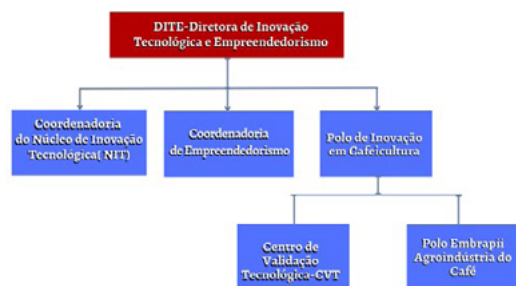 DITE-Diretora de Inovação
Tecnológica e Empreendedorismo
Coordenadoria
do Núcleo de Inovação
Tecnológica( NIT)
Coordenadoria
de Empreendedorismo
Polo de Inovação
em Cafeicultura
Centro de
Validação
Tecnológica-CVT
Polo Embrapii
Agroindústria do
Café